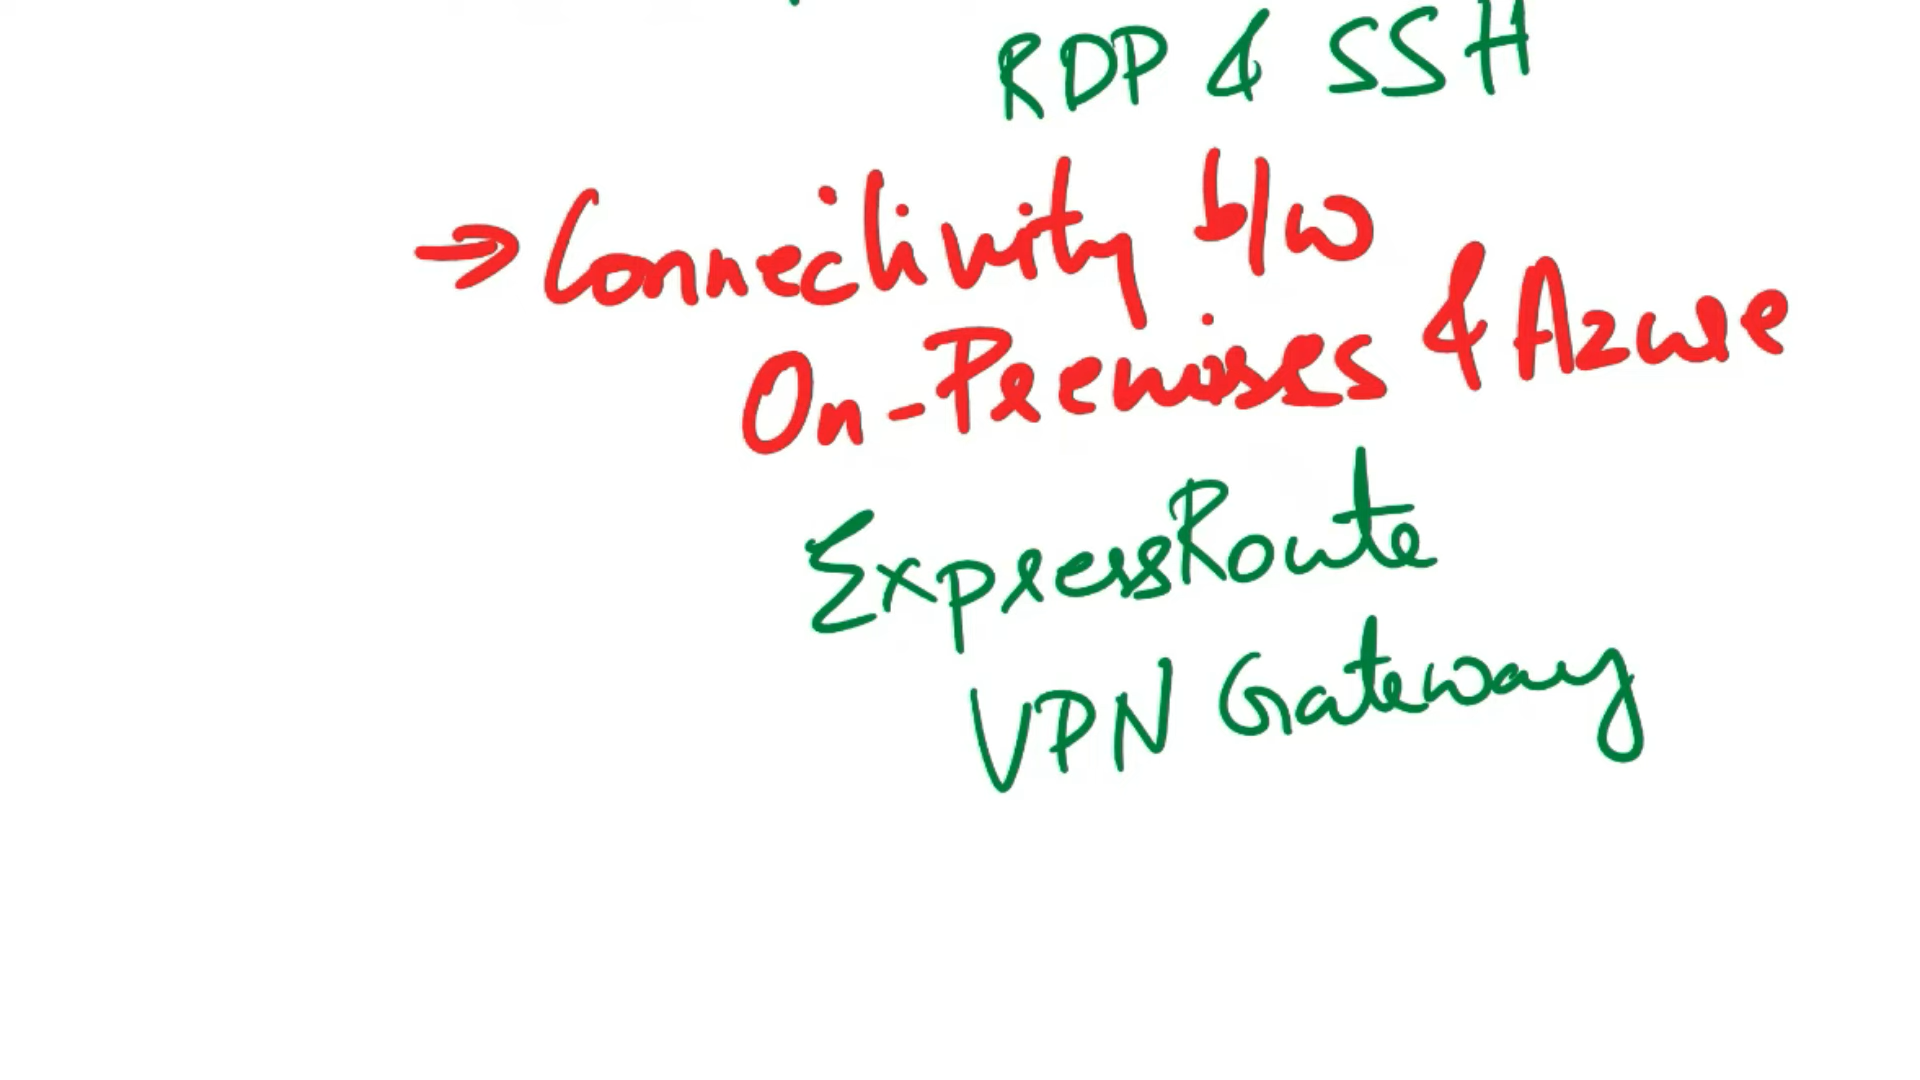 RDP & SSH
→ Connectivity b/w
On-Premises & Azure
ExpressRoute
VPN Gateway